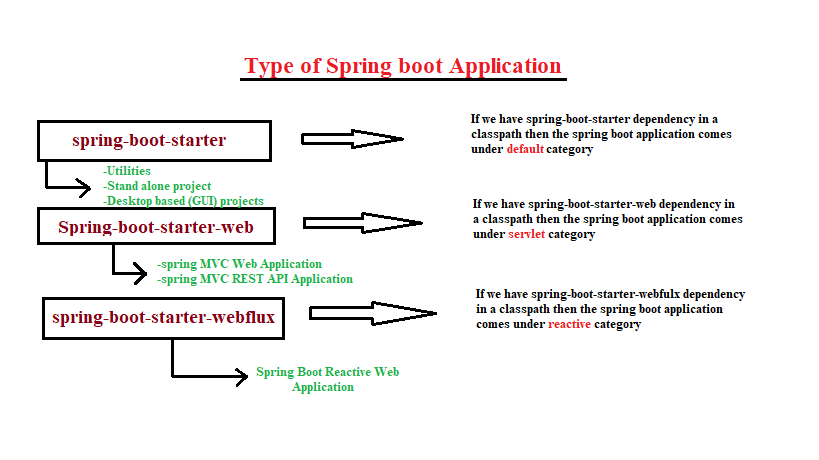 Type of Spring boot Application
spring-boot-starter
If we have spring-boot-starter dependency in a
classpath then the spring boot application comes
under default category
-Utilities
-Stand alone project
-Desktop based (GUI) projects
Spring-boot-starter-web
If we have spring-boot-starter-web dependency in
a classpath then the spring boot application comes
under servlet category
-spring MVC Web Application
-spring MVC REST API Application
spring-boot-starter-webflux
If we have spring-boot-starter-webfulx dependency
in a classpath then the spring boot application
comes under reactive category
Spring Boot Reactive Web
Application